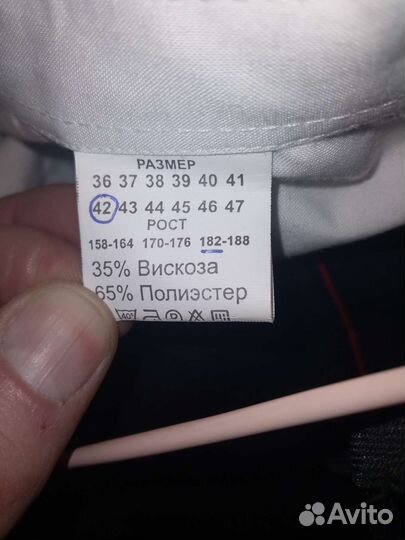 РАЗМЕР
36 37 38 39 40 41
42 43 44 45 46 47
РОСТ
158-164 170-176 182-188
35% Вискоза
65% Полиэстер
40°
Avito